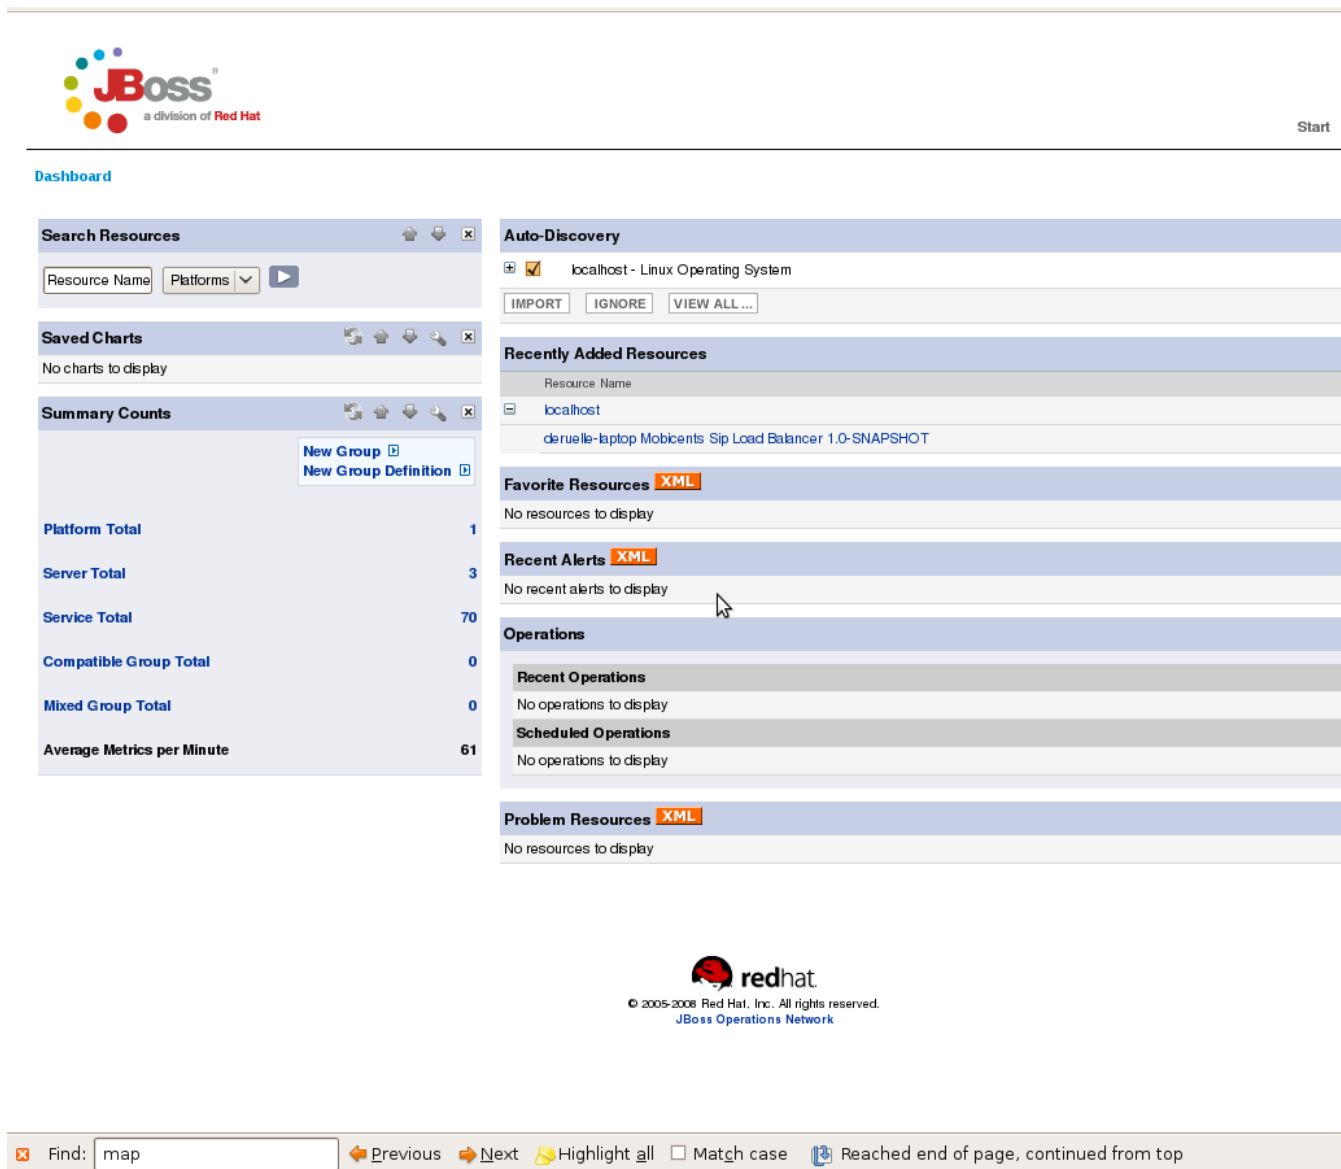 JBoss®
a division of Red Hat
Start
Dashboard
Search Resources
Resource Name Platforms
Saved Charts
No charts to display
Summary Counts
New Group
New Group Definition
Platform Total 1
Server Total 3
Service Total 70
Compatible Group Total 0
Mixed Group Total 0
Average Metrics per Minute 61
Auto-Discovery
localhost - Linux Operating System
IMPORT IGNORE VIEW ALL ...
Recently Added Resources
Resource Name
localhost
deruelle-laptop Mobicents Sip Load Balancer 1.0-SNAPSHOT
Favorite Resources XML
No resources to display
Recent Alerts XML
No recent alerts to display
Operations
Recent Operations
No operations to display
Scheduled Operations
No operations to display
Problem Resources XML
No resources to display
redhat.
© 2005-2008 Red Hat, Inc. All rights reserved.
JBoss Operations Network
Find: map Previous Next Highlight all Match case Reached end of page, continued from top